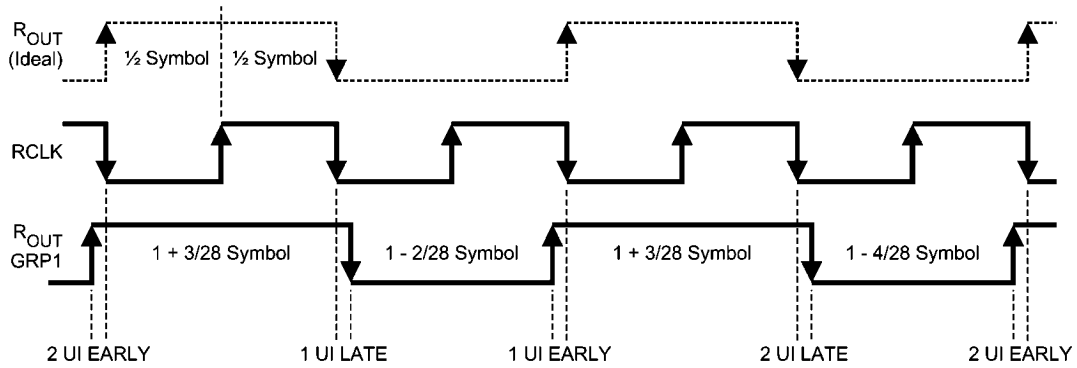 R_OUT
(Ideal)
½ Symbol
½ Symbol
RCLK
R_OUT
GRP1
1 + 3/28 Symbol
1 - 2/28 Symbol
1 + 3/28 Symbol
1 - 4/28 Symbol
2 UI EARLY
1 UI LATE
1 UI EARLY
2 UI LATE
2 UI EARLY